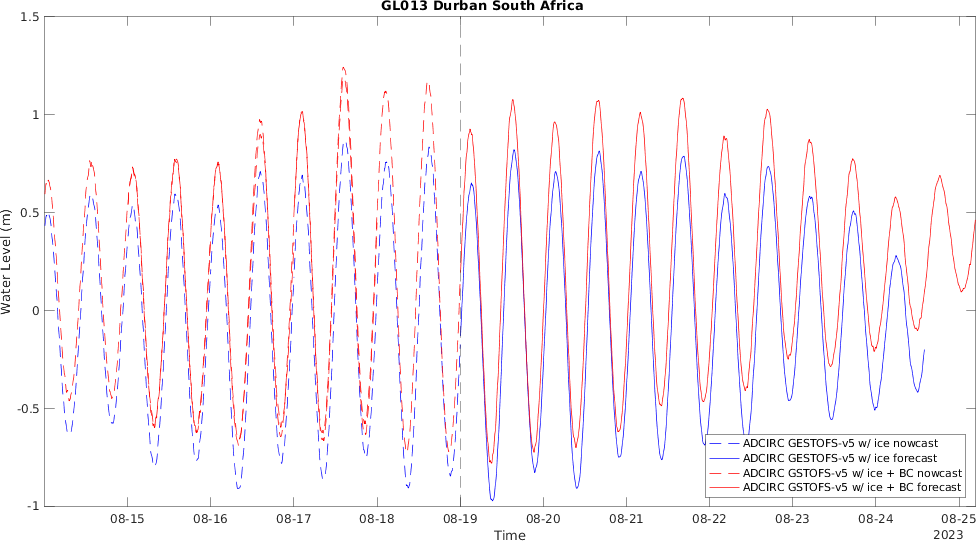 GL013 Durban South Africa
1.5
1
0.5
0
-0.5
-1
Water Level (m)
ADCIRC GESTOFS-v5 w/ ice nowcast
ADCIRC GESTOFS-v5 w/ ice forecast
ADCIRC GSTOFS-v5 w/ ice + BC nowcast
ADCIRC GSTOFS-v5 w/ ice + BC forecast
08-15 08-16 08-17 08-18 08-19 08-20 08-21 08-22 08-23 08-24 08-25
Time
2023